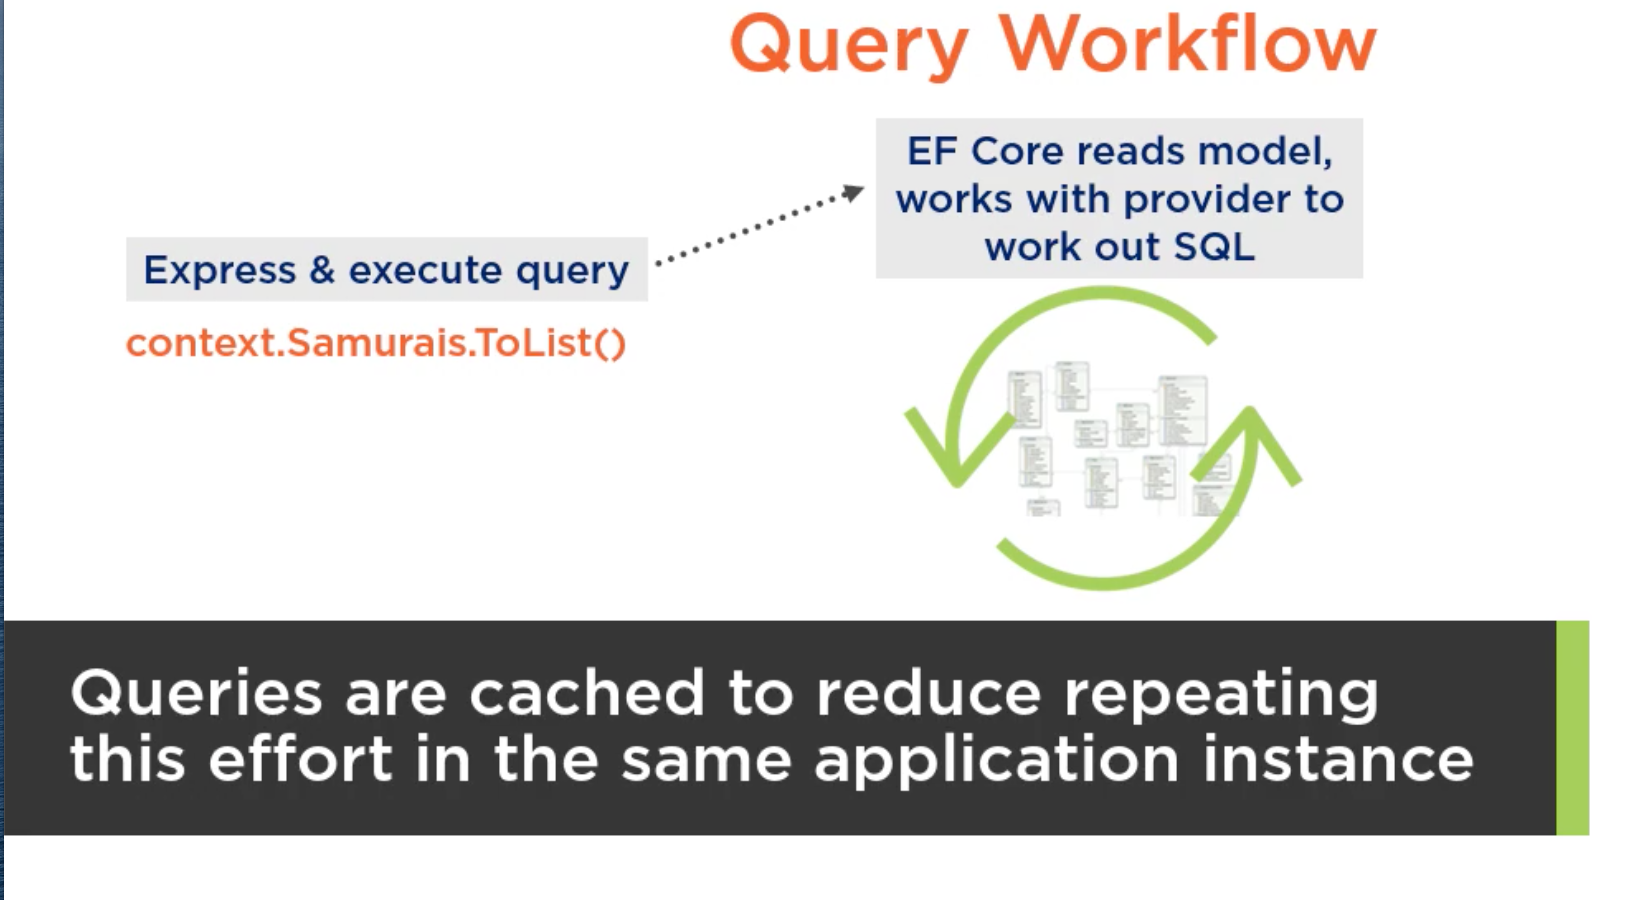 Query Workflow
EF Core reads model,
works with provider to
work out SQL
Express & execute query
context.Samurais.ToList()
Queries are cached to reduce repeating
this effort in the same application instance